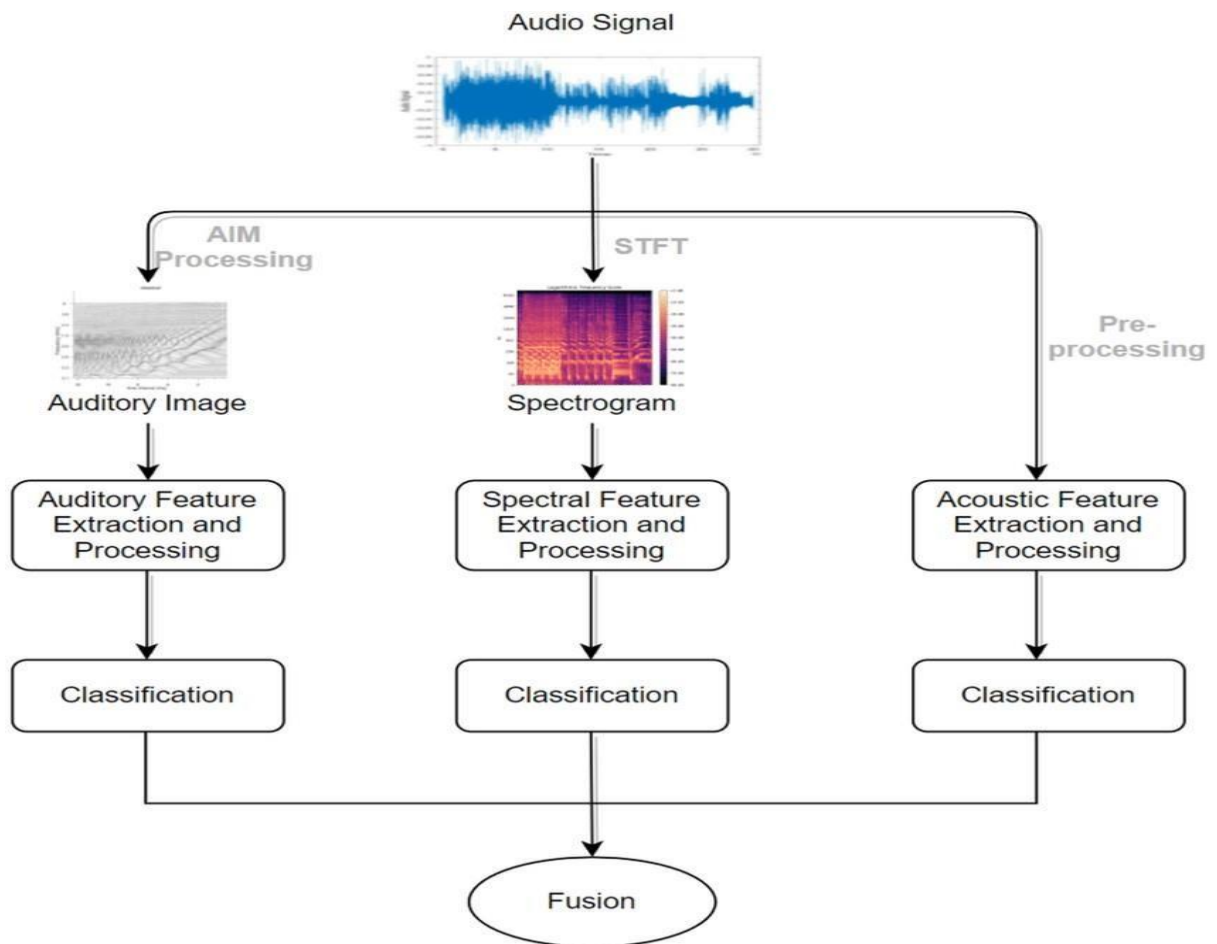 Audio Signal
AIM
Processing
STFT
Pre-
processing
Auditory Image
Spectrogram
Auditory Feature
Extraction and
Processing
Spectral Feature
Extraction and
Processing
Acoustic Feature
Extraction and
Processing
Classification
Classification
Classification
Fusion